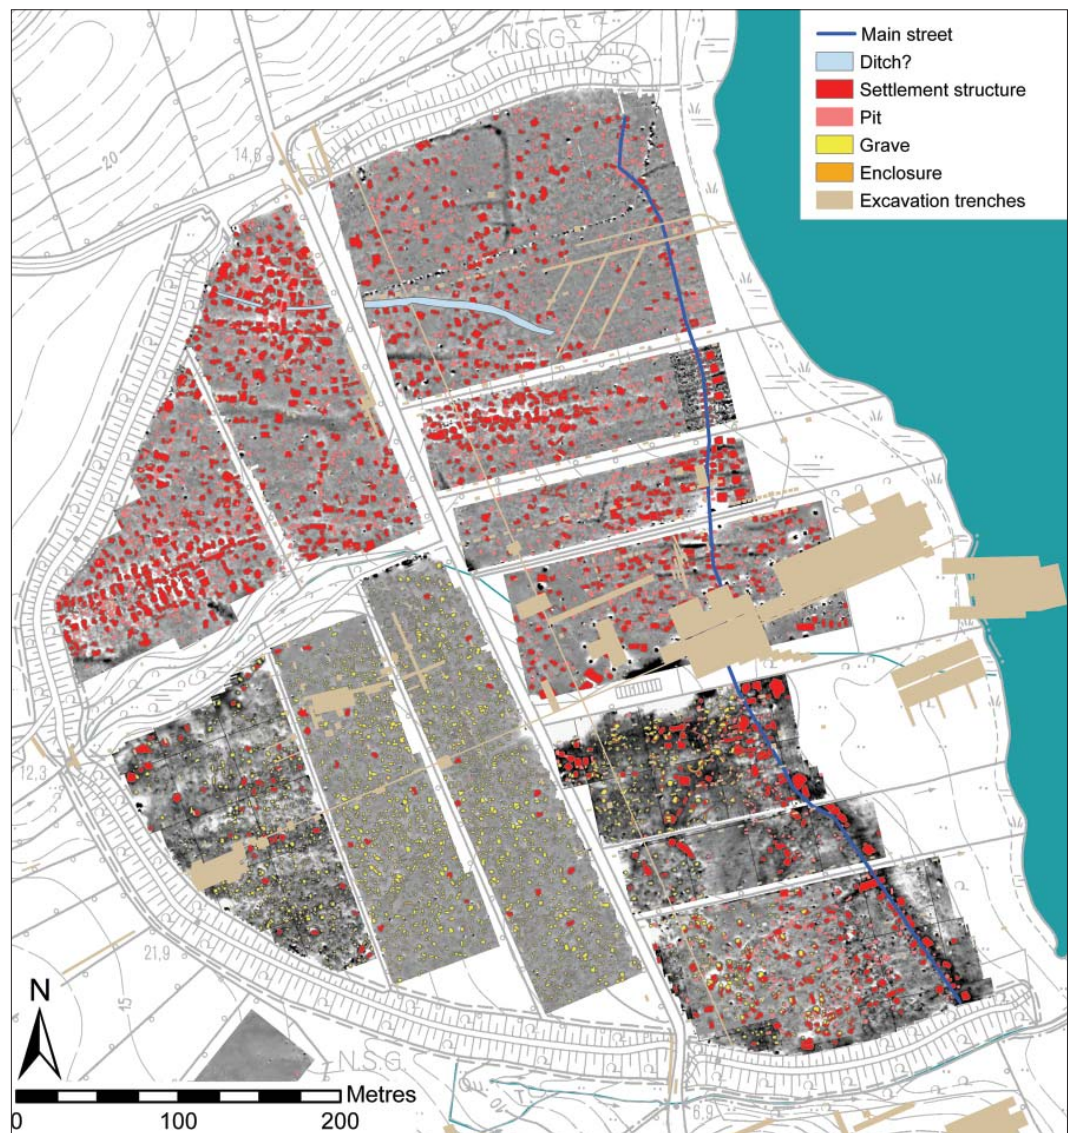 N.S.G.
Main street
Ditch?
Settlement structure
Pit
Grave
Enclosure
Excavation trenches
20
14,6
12,3
21,9
15
N
N.S.G.
Metres
0
100
200
10
6,9